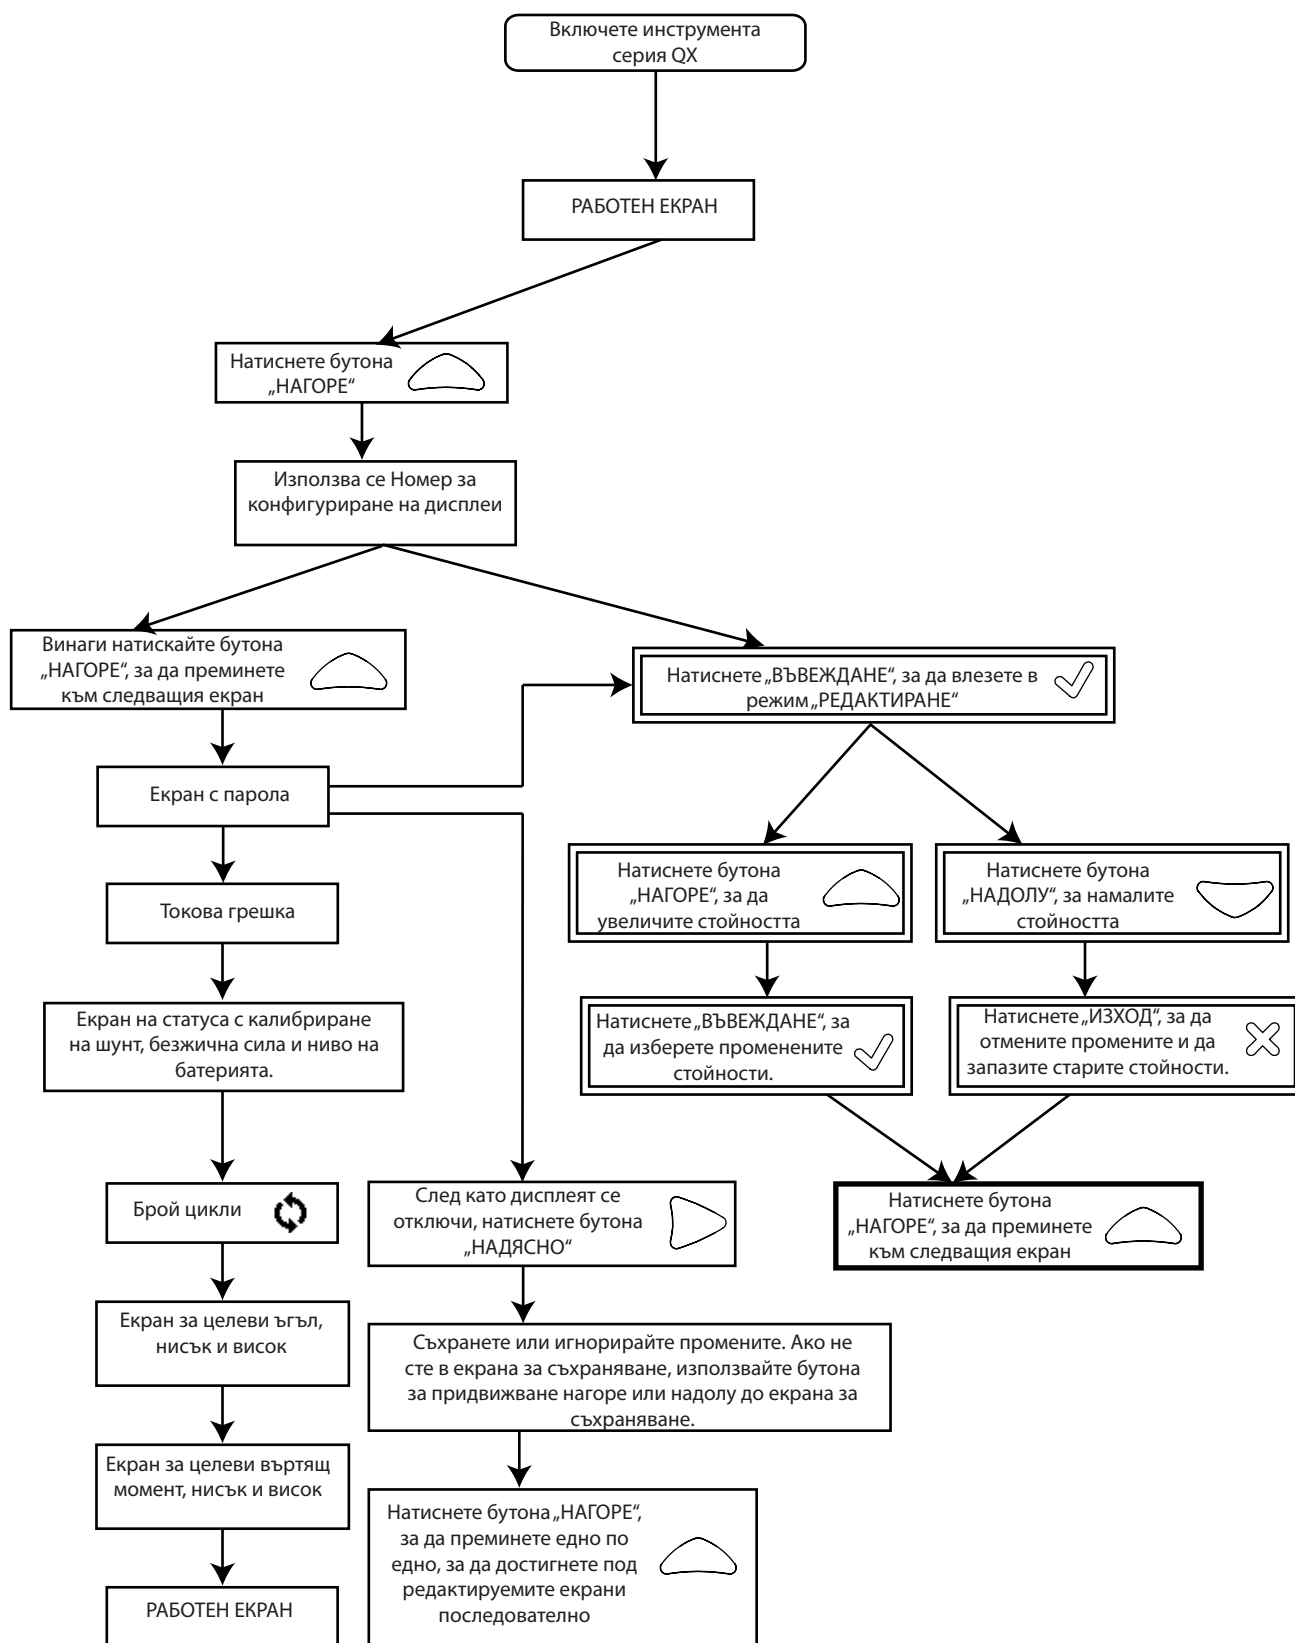 Включете инструмента
серия QX
РАБОТЕН ЕКРАН
Натиснете бутона
„НАГОРЕ“
Използва се Номер за
конфигуриране на дисплеи
Винаги натискайте бутона
„НАГОРЕ“, за да преминете
към следващия екран
Натиснете „ВЪВЕЖДАНЕ“, за да влезете в
режим „РЕДАКТИРАНЕ“
Екран с парола
Натиснете бутона
„НАГОРЕ“, за да
увеличите стойността
Натиснете бутона
„НАДОЛУ“, за намалите
стойността
Токова грешка
Екран на статуса с калибриране
на шунт, безжична сила и ниво на
батерията.
Натиснете „ВЪВЕЖДАНЕ“, за
да изберете променените
стойности.
Натиснете „ИЗХОД“, за да
отмените промените и да
запазите старите стойности.
Брой цикли
След като дисплеят се
отключи, натиснете бутона
„НАДЯСНО“
Натиснете бутона
„НАГОРЕ“, за да преминете
към следващия екран
Екран за целеви ъгъл,
нисък и висок
Съхранете или игнорирайте промените. Ако не
сте в екрана за съхраняване, използвайте бутона
за придвижване нагоре или надолу до екрана за
съхраняване.
Екран за целеви въртящ
момент, нисък и висок
Натиснете бутона „НАГОРЕ“,
за да преминете едно по
едно, за да достигнете под
редактируемите екрани
последователно
РАБОТЕН ЕКРАН